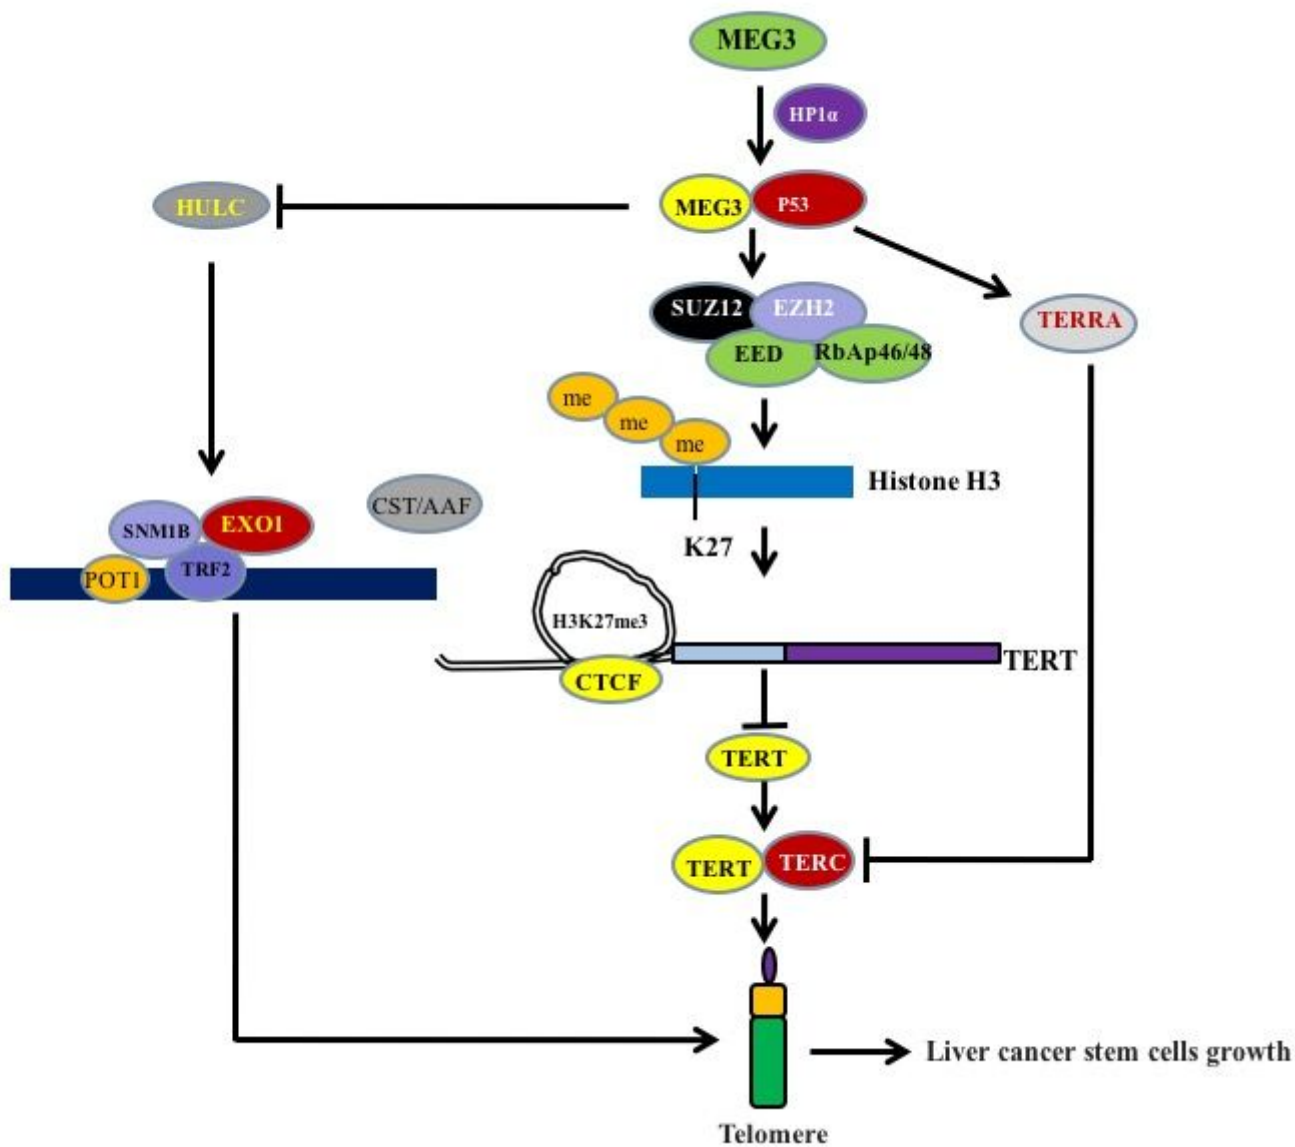 MEG3
HP1α
HULC
MEG3
P53
SUZ12
EZH2
EED
RbAp46/48
TERRA
me
me
me
Histone H3
K27
CST/AAF
SNM1B
EXO1
POT1
TRF2
H3K27me3
CTCF
TERT
TERT
TERT
TERC
Liver cancer stem cells growth
Telomere